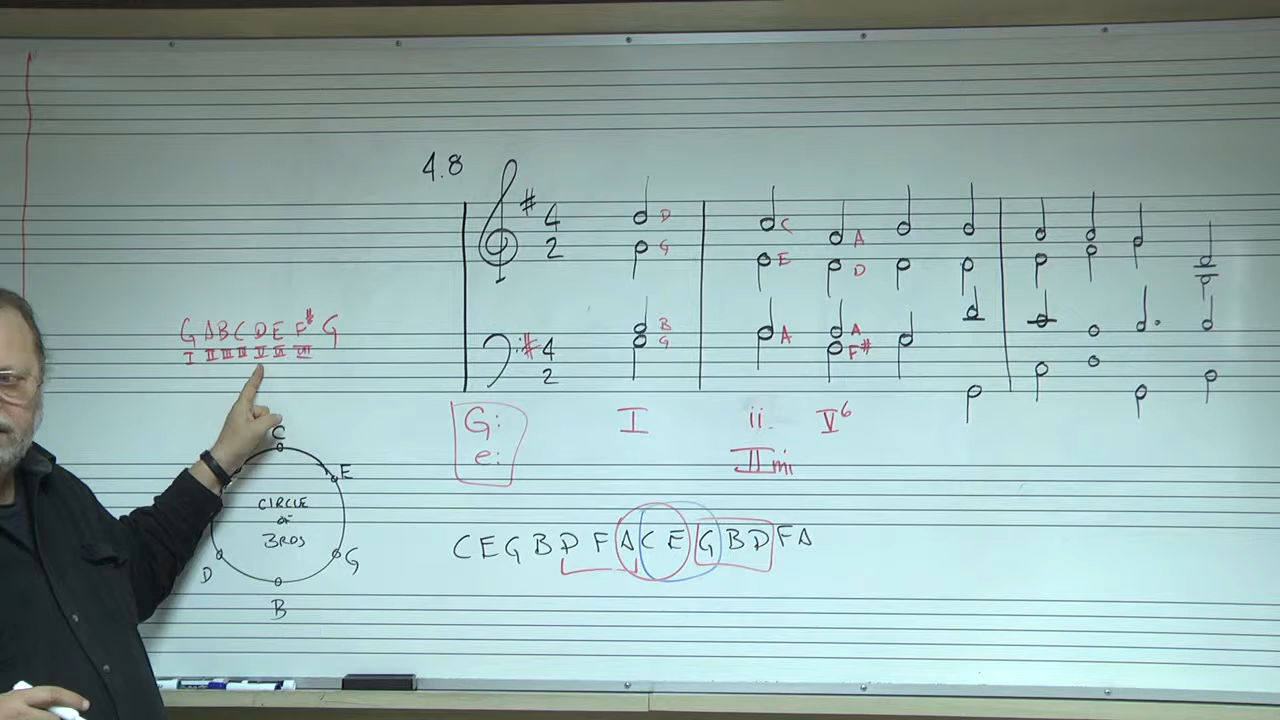 4.8
# 4 2 D G C E A D
G A B C D E F# G
I II III IV V VI VII
# 4 2 B G A A F#
G: I ii. V6
e: IImi
C
E
CIRCLE
OF
3RDS
G
D
B
C E G B D F A C E G B D F A